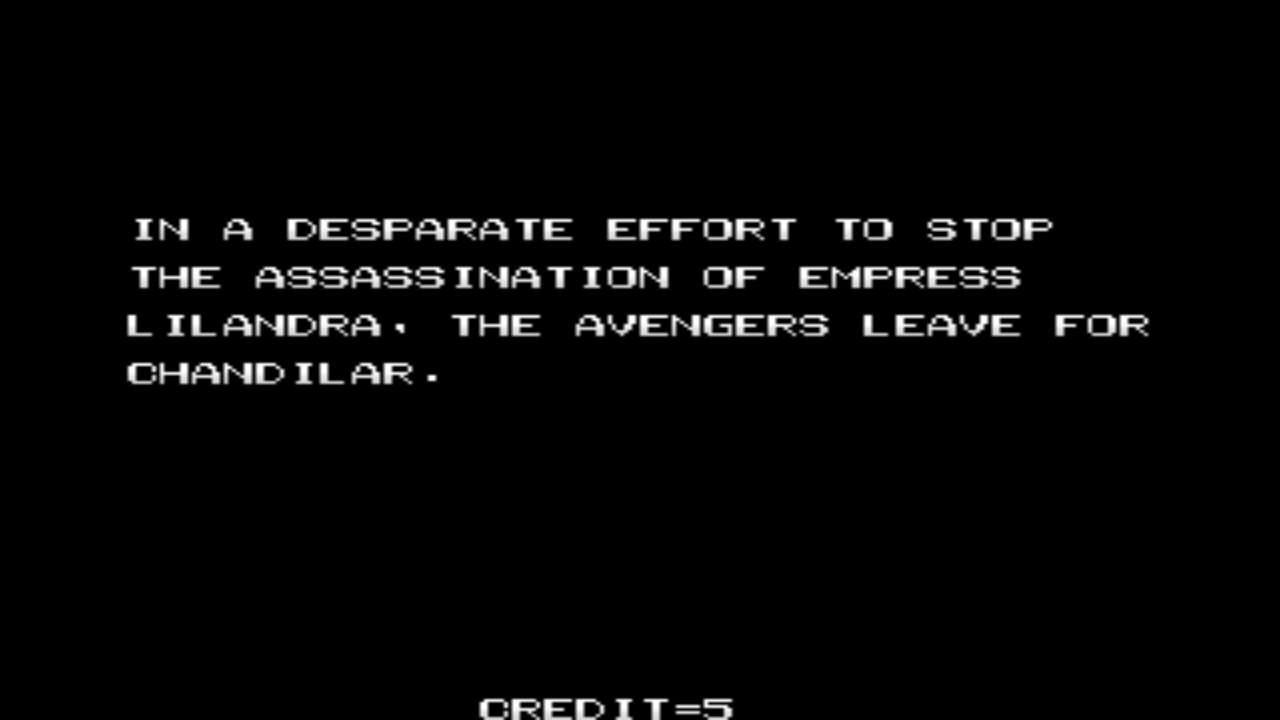 IN A DESPARATE EFFORT TO STOP
THE ASSASSINATION OF EMPRESS
LILANDRA, THE AVENGERS LEAVE FOR
CHANDILAR.
CREDIT=5